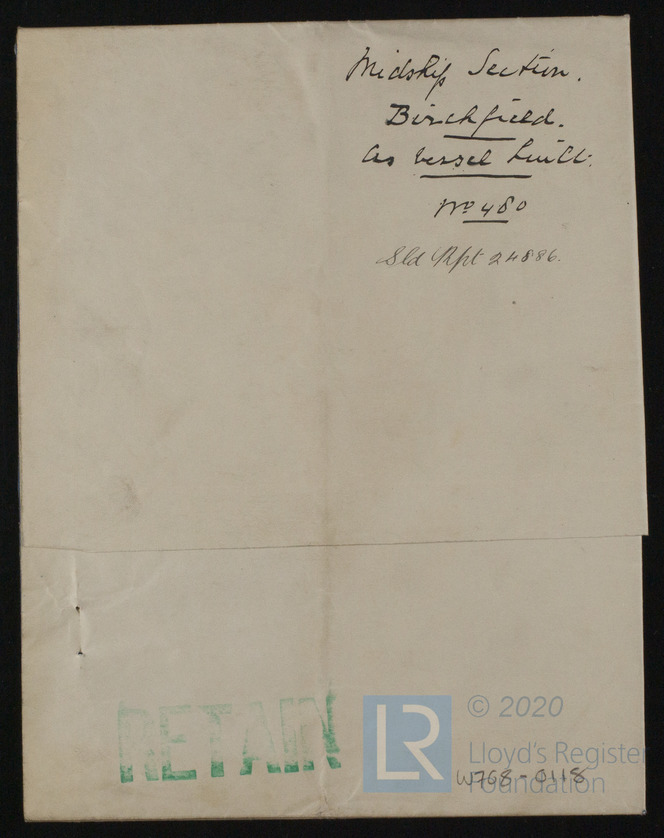 Midship Section.
Birchfield.
As vessel built.
No 480
Sld Rpt 24886.
RETAIN
LR
© 2020
Lloyd's Register
Foundation
W768-0118